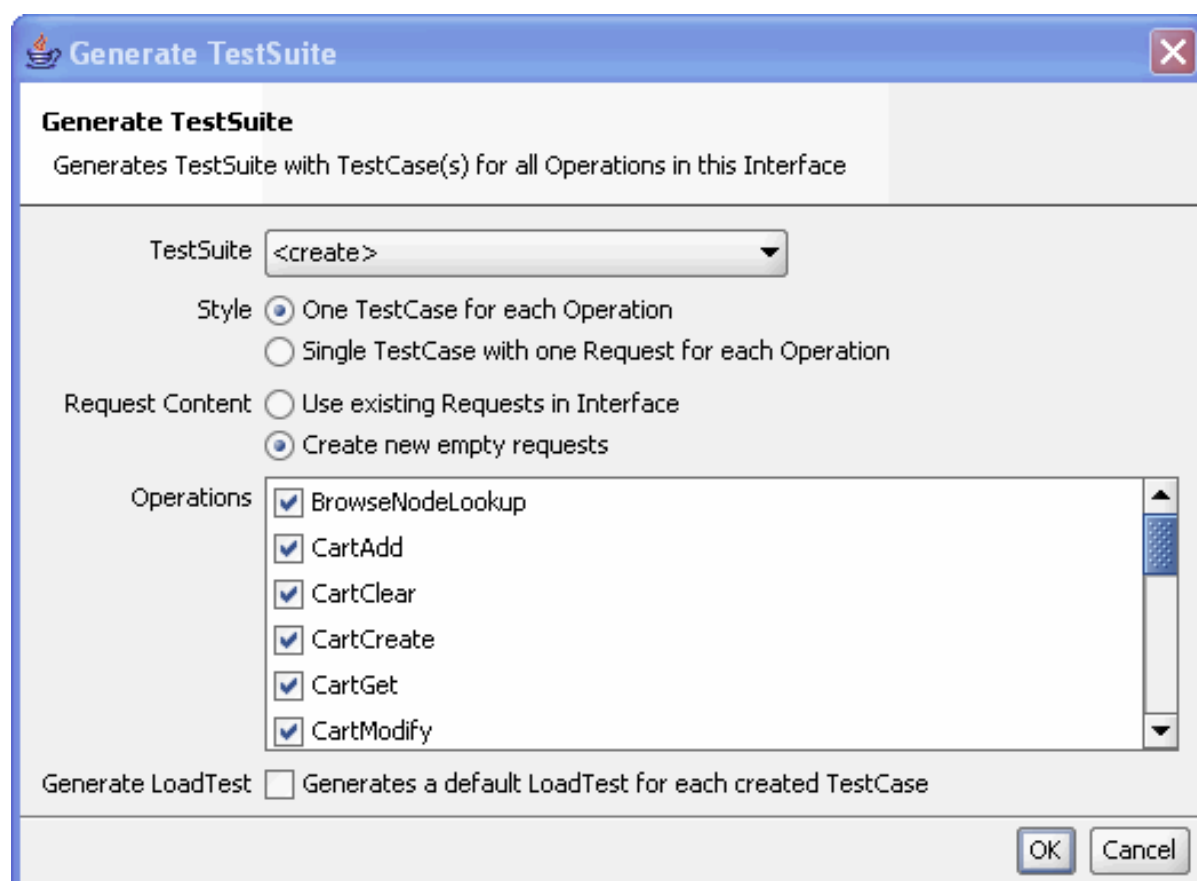 Generate TestSuite
Generate TestSuite
Generates TestSuite with TestCase(s) for all Operations in this Interface
TestSuite <create>
Style One TestCase for each Operation
Single TestCase with one Request for each Operation
Request Content Use existing Requests in Interface
Create new empty requests
Operations BrowseNodeLookup
CartAdd
CartClear
CartCreate
CartGet
CartModify
Generate LoadTest Generates a default LoadTest for each created TestCase
OK Cancel